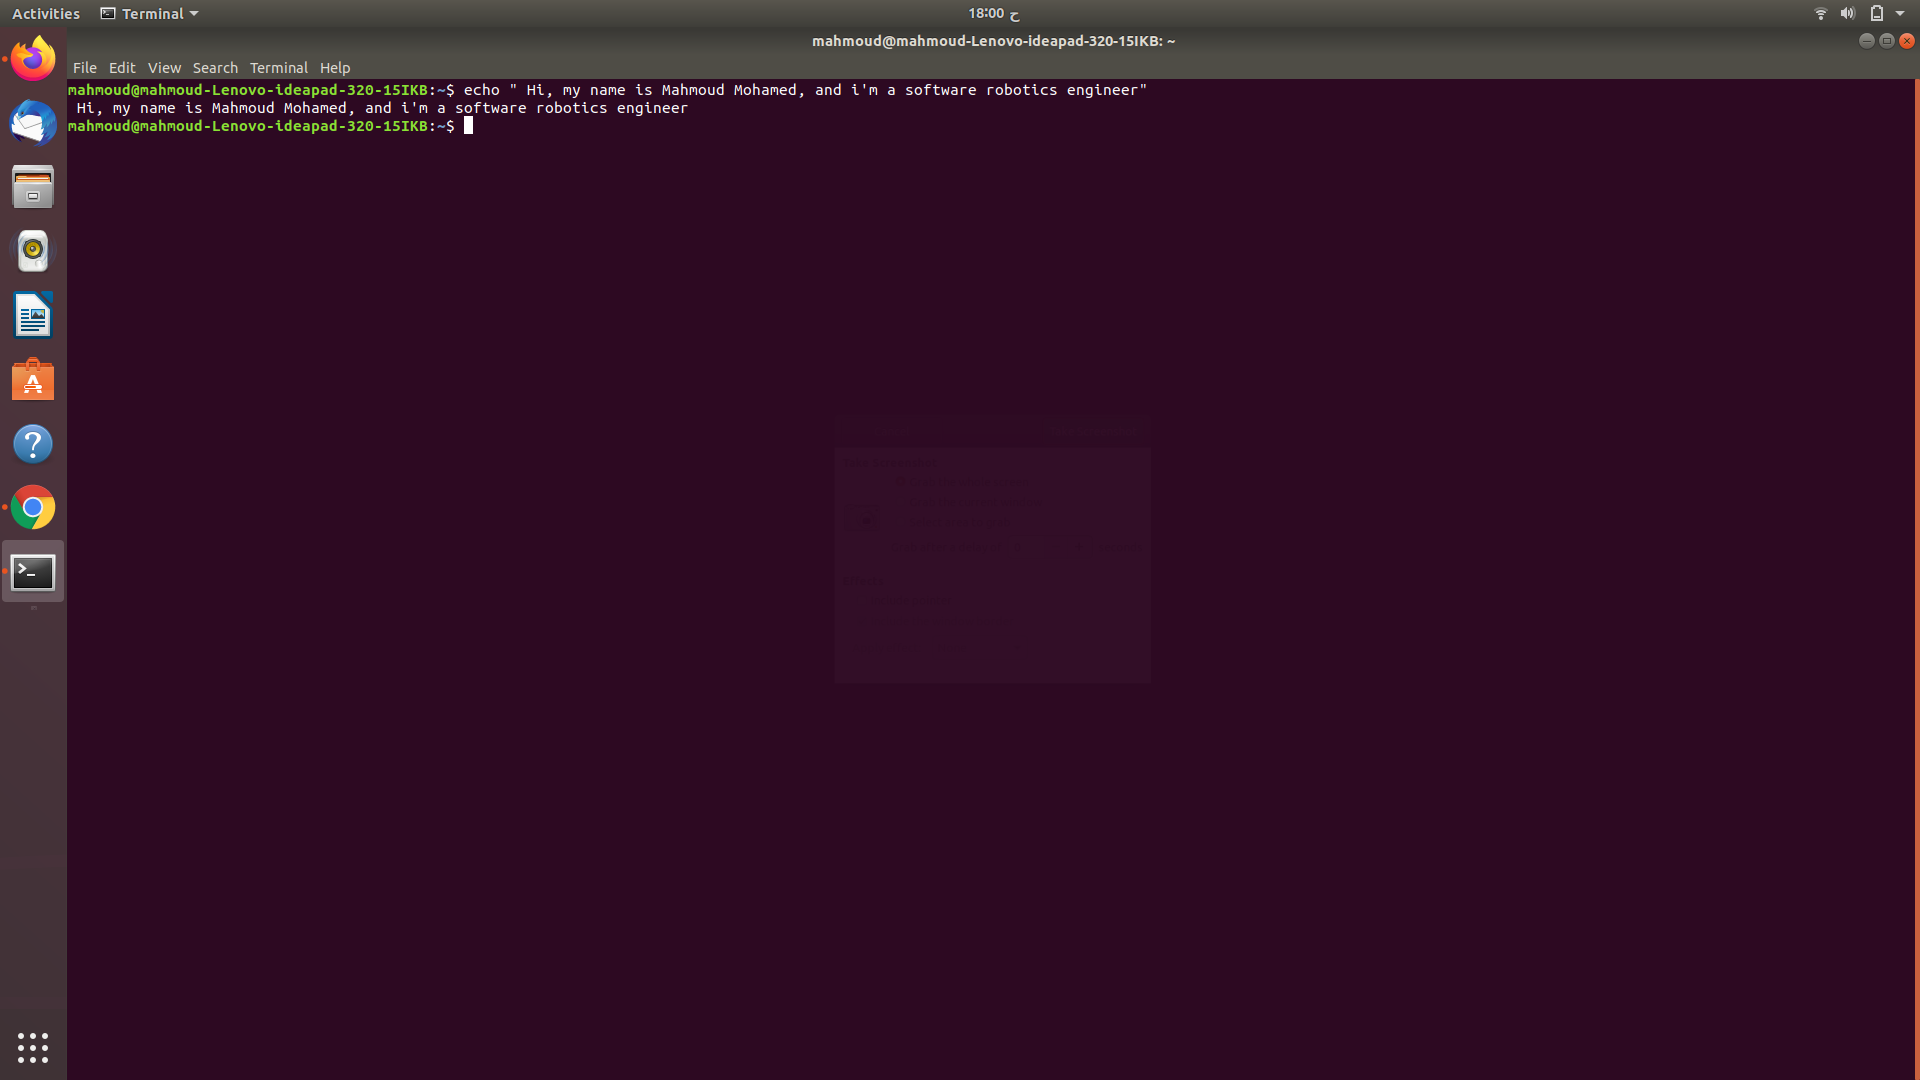 Activities Terminal 18:00 ح
mahmoud@mahmoud-Lenovo-ideapad-320-15IKB: ~
File Edit View Search Terminal Help
mahmoud@mahmoud-Lenovo-ideapad-320-15IKB:~$ echo " Hi, my name is Mahmoud Mohamed, and i'm a software robotics engineer"
 Hi, my name is Mahmoud Mohamed, and i'm a software robotics engineer
mahmoud@mahmoud-Lenovo-ideapad-320-15IKB:~$